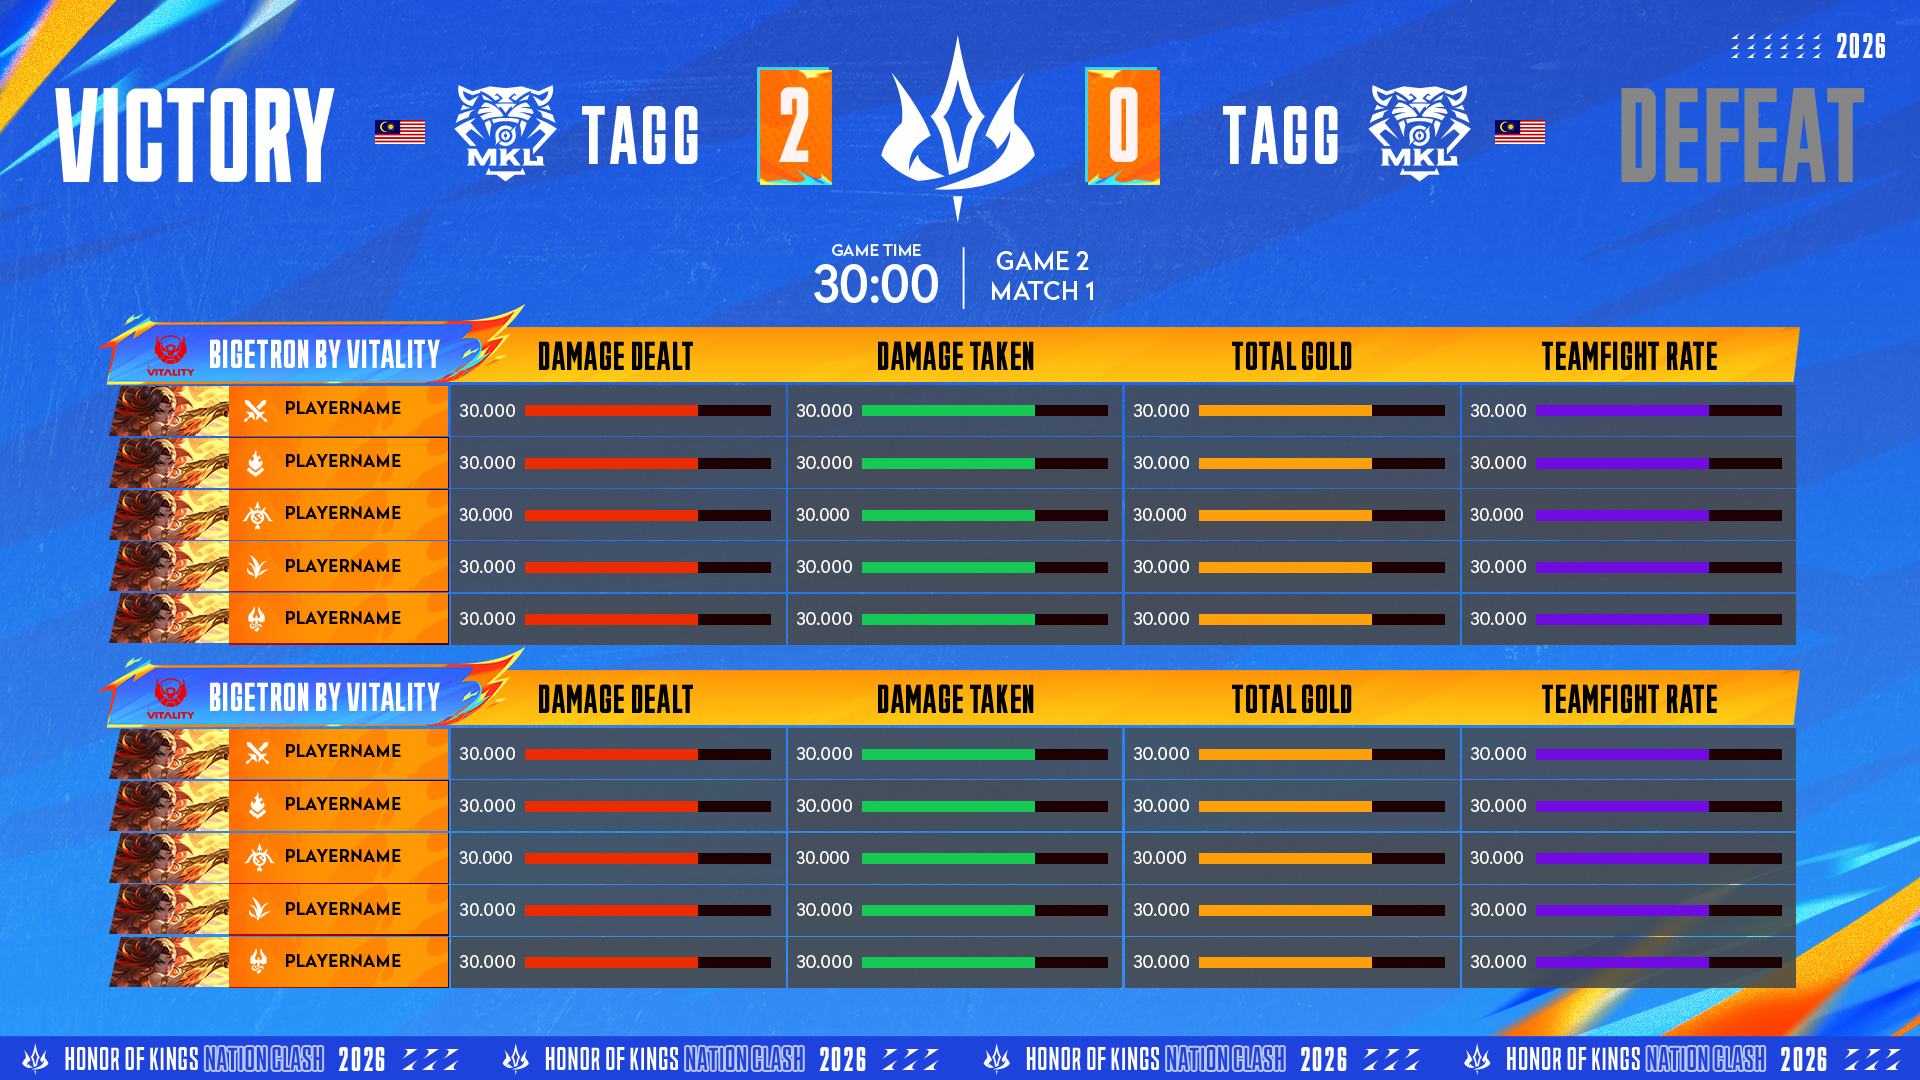 2026
VICTORY
MKL
TAGG
2
0
TAGG
MKL
DEFEAT
GAME TIME
30:00
GAME 2
MATCH 1
VITALITY
BIGETRON BY VITALITY DAMAGE DEALT DAMAGE TAKEN TOTAL GOLD TEAMFIGHT RATE
PLAYERNAME 30.000 30.000 30.000 30.000
PLAYERNAME 30.000 30.000 30.000 30.000
PLAYERNAME 30.000 30.000 30.000 30.000
PLAYERNAME 30.000 30.000 30.000 30.000
PLAYERNAME 30.000 30.000 30.000 30.000
VITALITY
BIGETRON BY VITALITY DAMAGE DEALT DAMAGE TAKEN TOTAL GOLD TEAMFIGHT RATE
PLAYERNAME 30.000 30.000 30.000 30.000
PLAYERNAME 30.000 30.000 30.000 30.000
PLAYERNAME 30.000 30.000 30.000 30.000
PLAYERNAME 30.000 30.000 30.000 30.000
PLAYERNAME 30.000 30.000 30.000 30.000
HONOR OF KINGS NATION CLASH 2026 HONOR OF KINGS NATION CLASH 2026 HONOR OF KINGS NATION CLASH 2026 HONOR OF KINGS NATION CLASH 2026